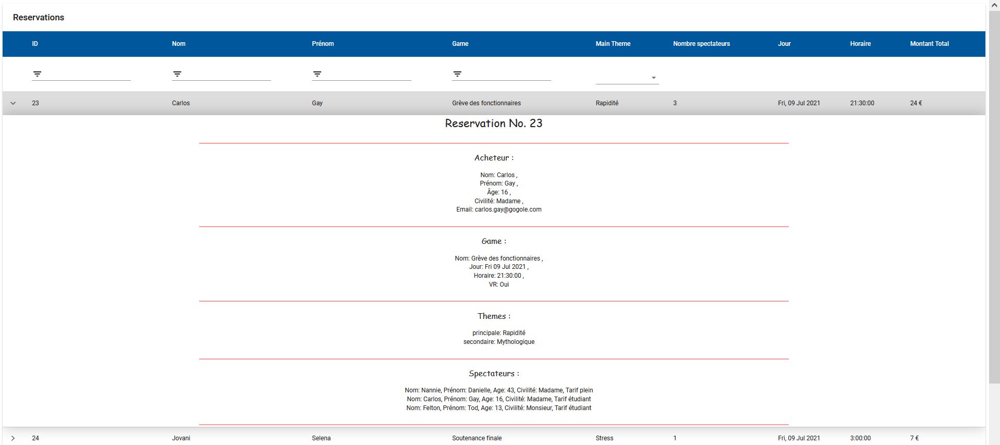 Reservations
ID Nom Prénom Game Main Theme Nombre spectateurs Jour Horaire Montant Total
23 Carlos Gay Grève des fonctionnaires Rapidité 3 Fri, 09 Jul 2021 21:30:00 24 €
Reservation No. 23
Acheteur :
Nom: Carlos ,
Prénom: Gay ,
Âge: 16 ,
Civilité: Madame ,
Email: carlos.gay@gogole.com
Game :
Nom: Grève des fonctionnaires ,
Jour: Fri 09 Jul 2021 ,
Horaire: 21:30:00 ,
VR: Oui
Themes :
principale: Rapidité
secondaire: Mythologique
Spectateurs :
Nom: Nannie, Prénom: Danielle, Age: 43, Civilité: Madame, Tarif plein
Nom: Carlos, Prénom: Gay, Age: 16, Civilité: Madame, Tarif étudiant
Nom: Felton, Prénom: Tod, Age: 13, Civilité: Monsieur, Tarif étudiant
24 Jovani Selena Soutenance finale Stress 1 Fri, 09 Jul 2021 3:00:00 7 €